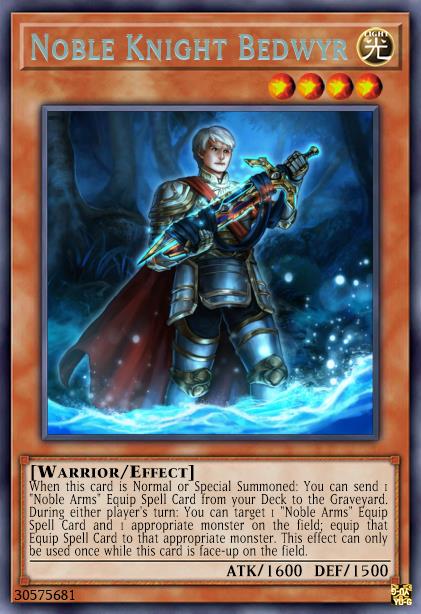 NOBLE KNIGHT BEDWYR
LIGHT
光
[WARRIOR/EFFECT]
When this card is Normal or Special Summoned: You can send 1
"Noble Arms" Equip Spell Card from your Deck to the Graveyard.
During either player's turn: You can target 1 "Noble Arms" Equip
Spell Card and 1 appropriate monster on the field; equip that
Equip Spell Card to that appropriate monster. This effect can only
be used once while this card is face-up on the field.
ATK/1600 DEF/1500
30575681